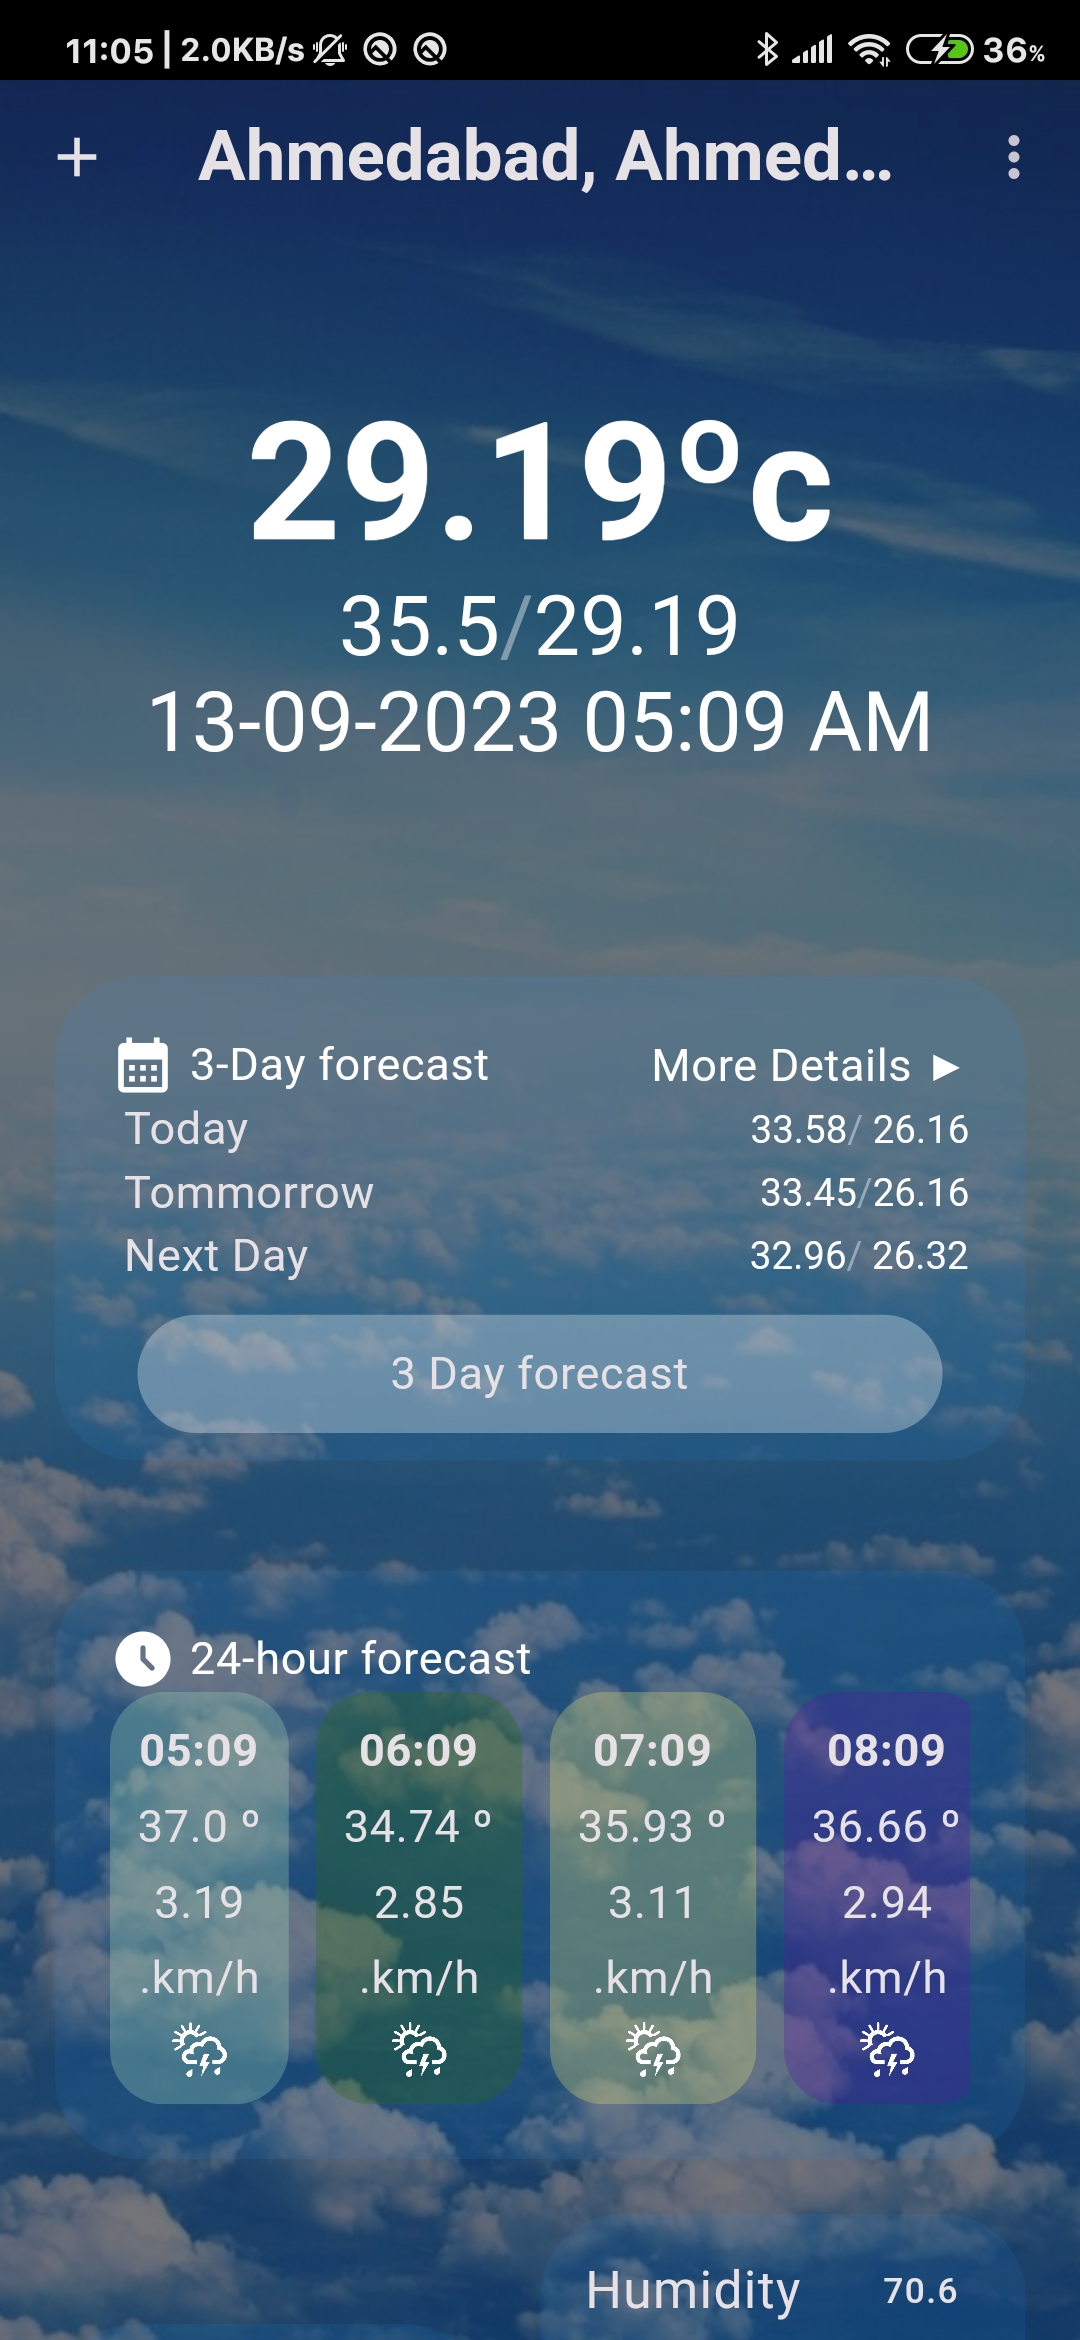 11:05 | 2.0KB/s 36%
+ Ahmedabad, Ahmed...
29.19ºc
35.5/29.19
13-09-2023 05:09 AM
3-Day forecast More Details ►
Today 33.58/ 26.16
Tommorrow 33.45/26.16
Next Day 32.96/ 26.32
3 Day forecast
24-hour forecast
05:09 06:09 07:09 08:09
37.0 º 34.74 º 35.93 º 36.66 º
3.19 2.85 3.11 2.94
.km/h .km/h .km/h .km/h
Humidity 70.6